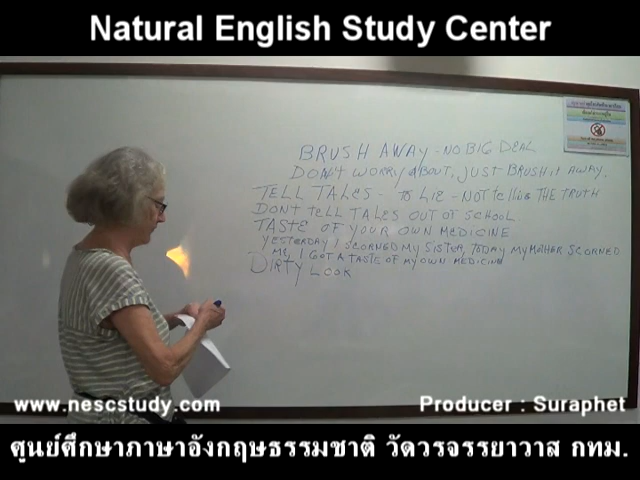 Natural English Study Center
BRUSH AWAY - NO BIG DEAL
DON'T WORRY ABOUT, JUST BRUSH it AWAY.
TELL TALES - to LIE - NOT telling THE TRUTH
DON'T tELL TALES OUT OF SCHOOL.
TASTE OF YOUR OWN MEDICINE
YESTERDAY I SCORNED MY SISTER, TODAY MY MOTHER SCORNED
ME, I GOT A TASTE OF MY OWN MEDICINE
DIRTY LOOK
www.nescstudy.com
Producer : Suraphet
ศูนย์ศึกษาภาษาอังกฤษธรรมชาติ วัดวรจรรยาวาส กทม.